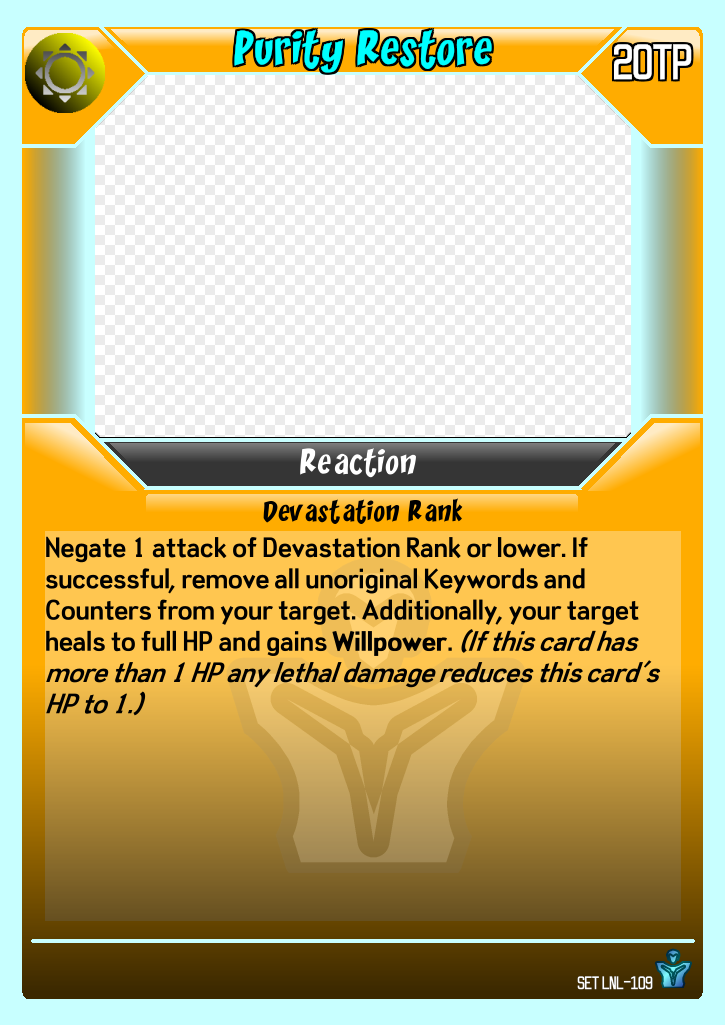 Purity Restore
20TP
Reaction
Devastation Rank
Negate 1 attack of Devastation Rank or lower. If
successful, remove all unoriginal Keywords and
Counters from your target. Additionally, your target
heals to full HP and gains Willpower. (If this card has
more than 1 HP any lethal damage reduces this card's
HP to 1.)
SET LNL-109